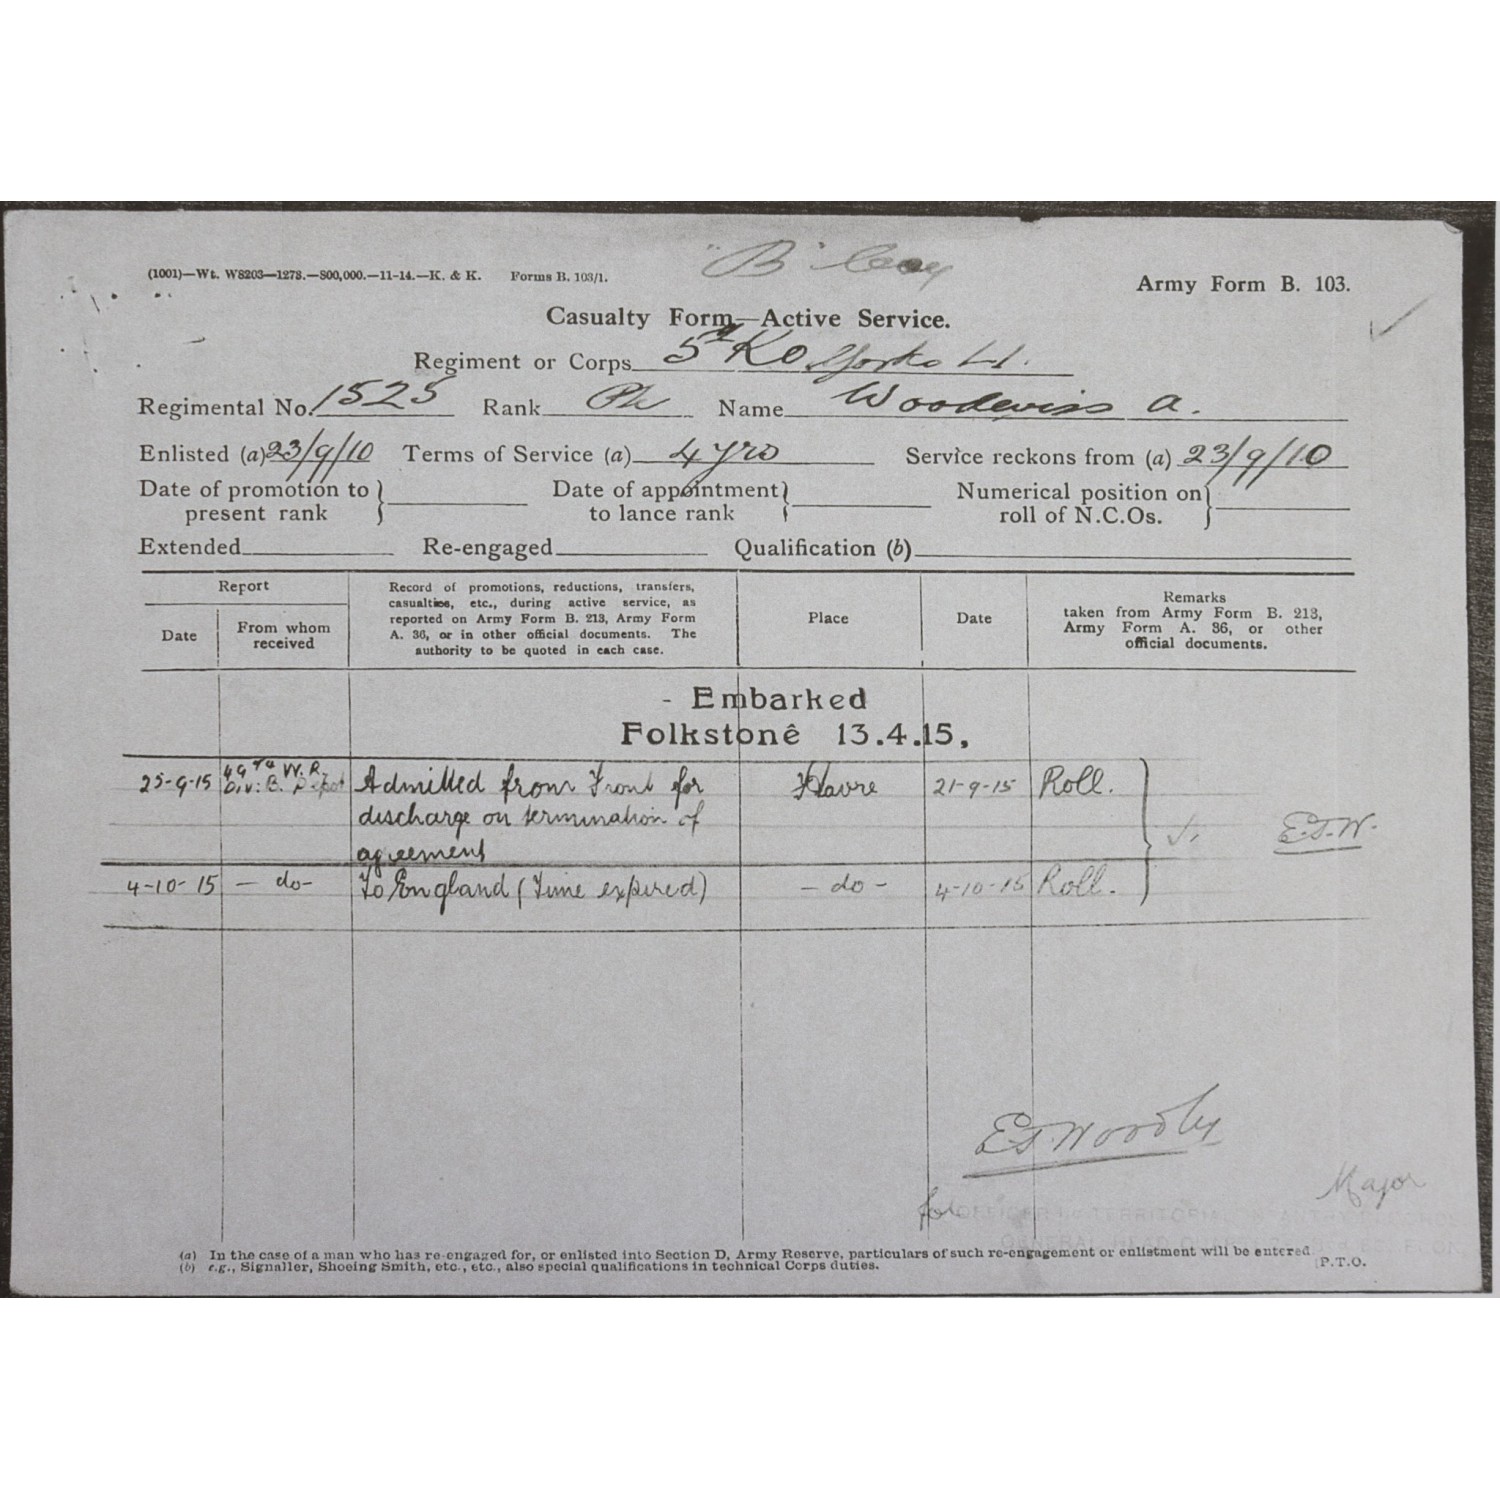 (1001)—Wt. W8203—1273.—800,000.—11-14.—K. & K. Forms B. 103/1.
"B" Coy
Army Form B. 103.
Casualty Form—Active Service.
Regiment or Corps 5th KO Yorks L I.
Regimental No. 1525 Rank Pte Name Woodwiss A.
Enlisted (a) 23/9/10 Terms of Service (a) 4 yrs Service reckons from (a) 23/9/10
Date of promotion to present rank } Date of appointment to lance rank } Numerical position on roll of N.C.Os. }
Extended Re-engaged Qualification (b)
Report
Date
From whom received
Record of promotions, reductions, transfers,
casualties, etc., during active service, as
reported on Army Form B. 213, Army Form
A. 36, or in other official documents. The
authority to be quoted in each case.
Place
Date
Remarks
taken from Army Form B. 213,
Army Form A. 36, or other
official documents.
- Embarked
Folkstonê 13.4.15,
25-9-15 49th W. R. Div: B. Depot Admitted from Front for Havre 21-9-15 Roll.
discharge on termination of
agreement
E.T.W.
4-10-15 — do — To England (Time expired) — do — 4-10-15 Roll.
E T Woodly
Major
for OFFICER TERRITORIAL
GENERAL
(a) In the case of a man who has re-engaged for, or enlisted into Section D, Army Reserve, particulars of such re-engagement or enlistment will be entered
(b) e.g., Signaller, Shoeing Smith, etc., etc., also special qualifications in technical Corps duties.
[P.T.O.